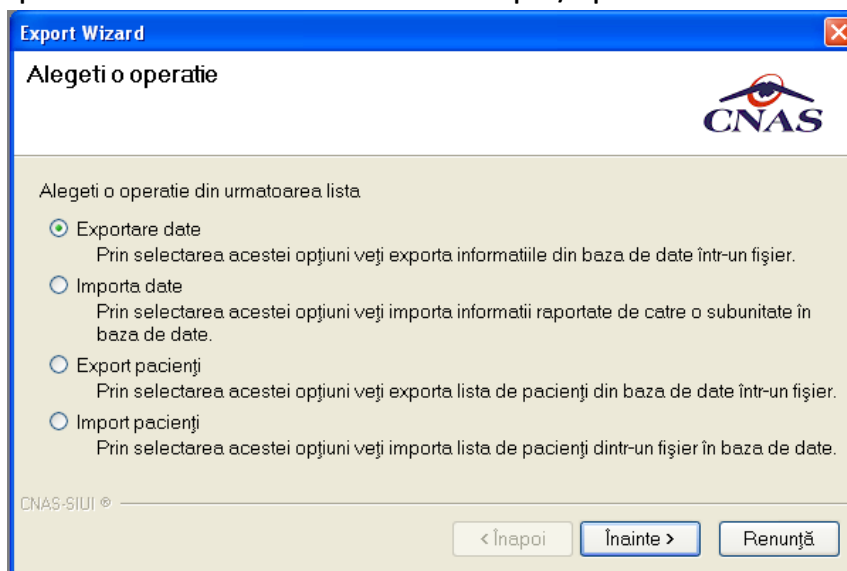 Export Wizard
Alegeti o operatie
CNAS
Alegeti o operatie din urmatoarea lista
Exportare date
Prin selectarea acestei opţiuni veţi exporta informatiile din baza de date într-un fişier.
Importa date
Prin selectarea acestei opţiuni veţi importa informatii raportate de catre o subunitate în
baza de date.
Export pacienţi
Prin selectarea acestei opţiuni veţi exporta lista de pacienţi din baza de date într-un fişier.
Import pacienţi
Prin selectarea acestei opţiuni veţi importa lista de pacienţi dintr-un fişier în baza de date.
CNAS-SIUI ®
< Înapoi Înainte > Renunţă